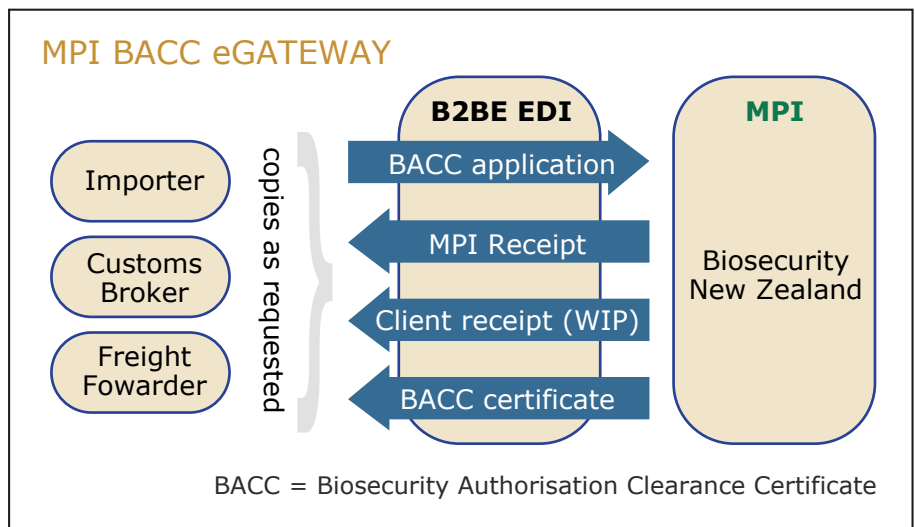 MPI BACC eGATEWAY
Importer
Customs
Broker
Freight
Fowarder
copies as requested
B2BE EDI
BACC application
MPI Receipt
Client receipt (WIP)
BACC certificate
MPI
Biosecurity
New Zealand
BACC = Biosecurity Authorisation Clearance Certificate